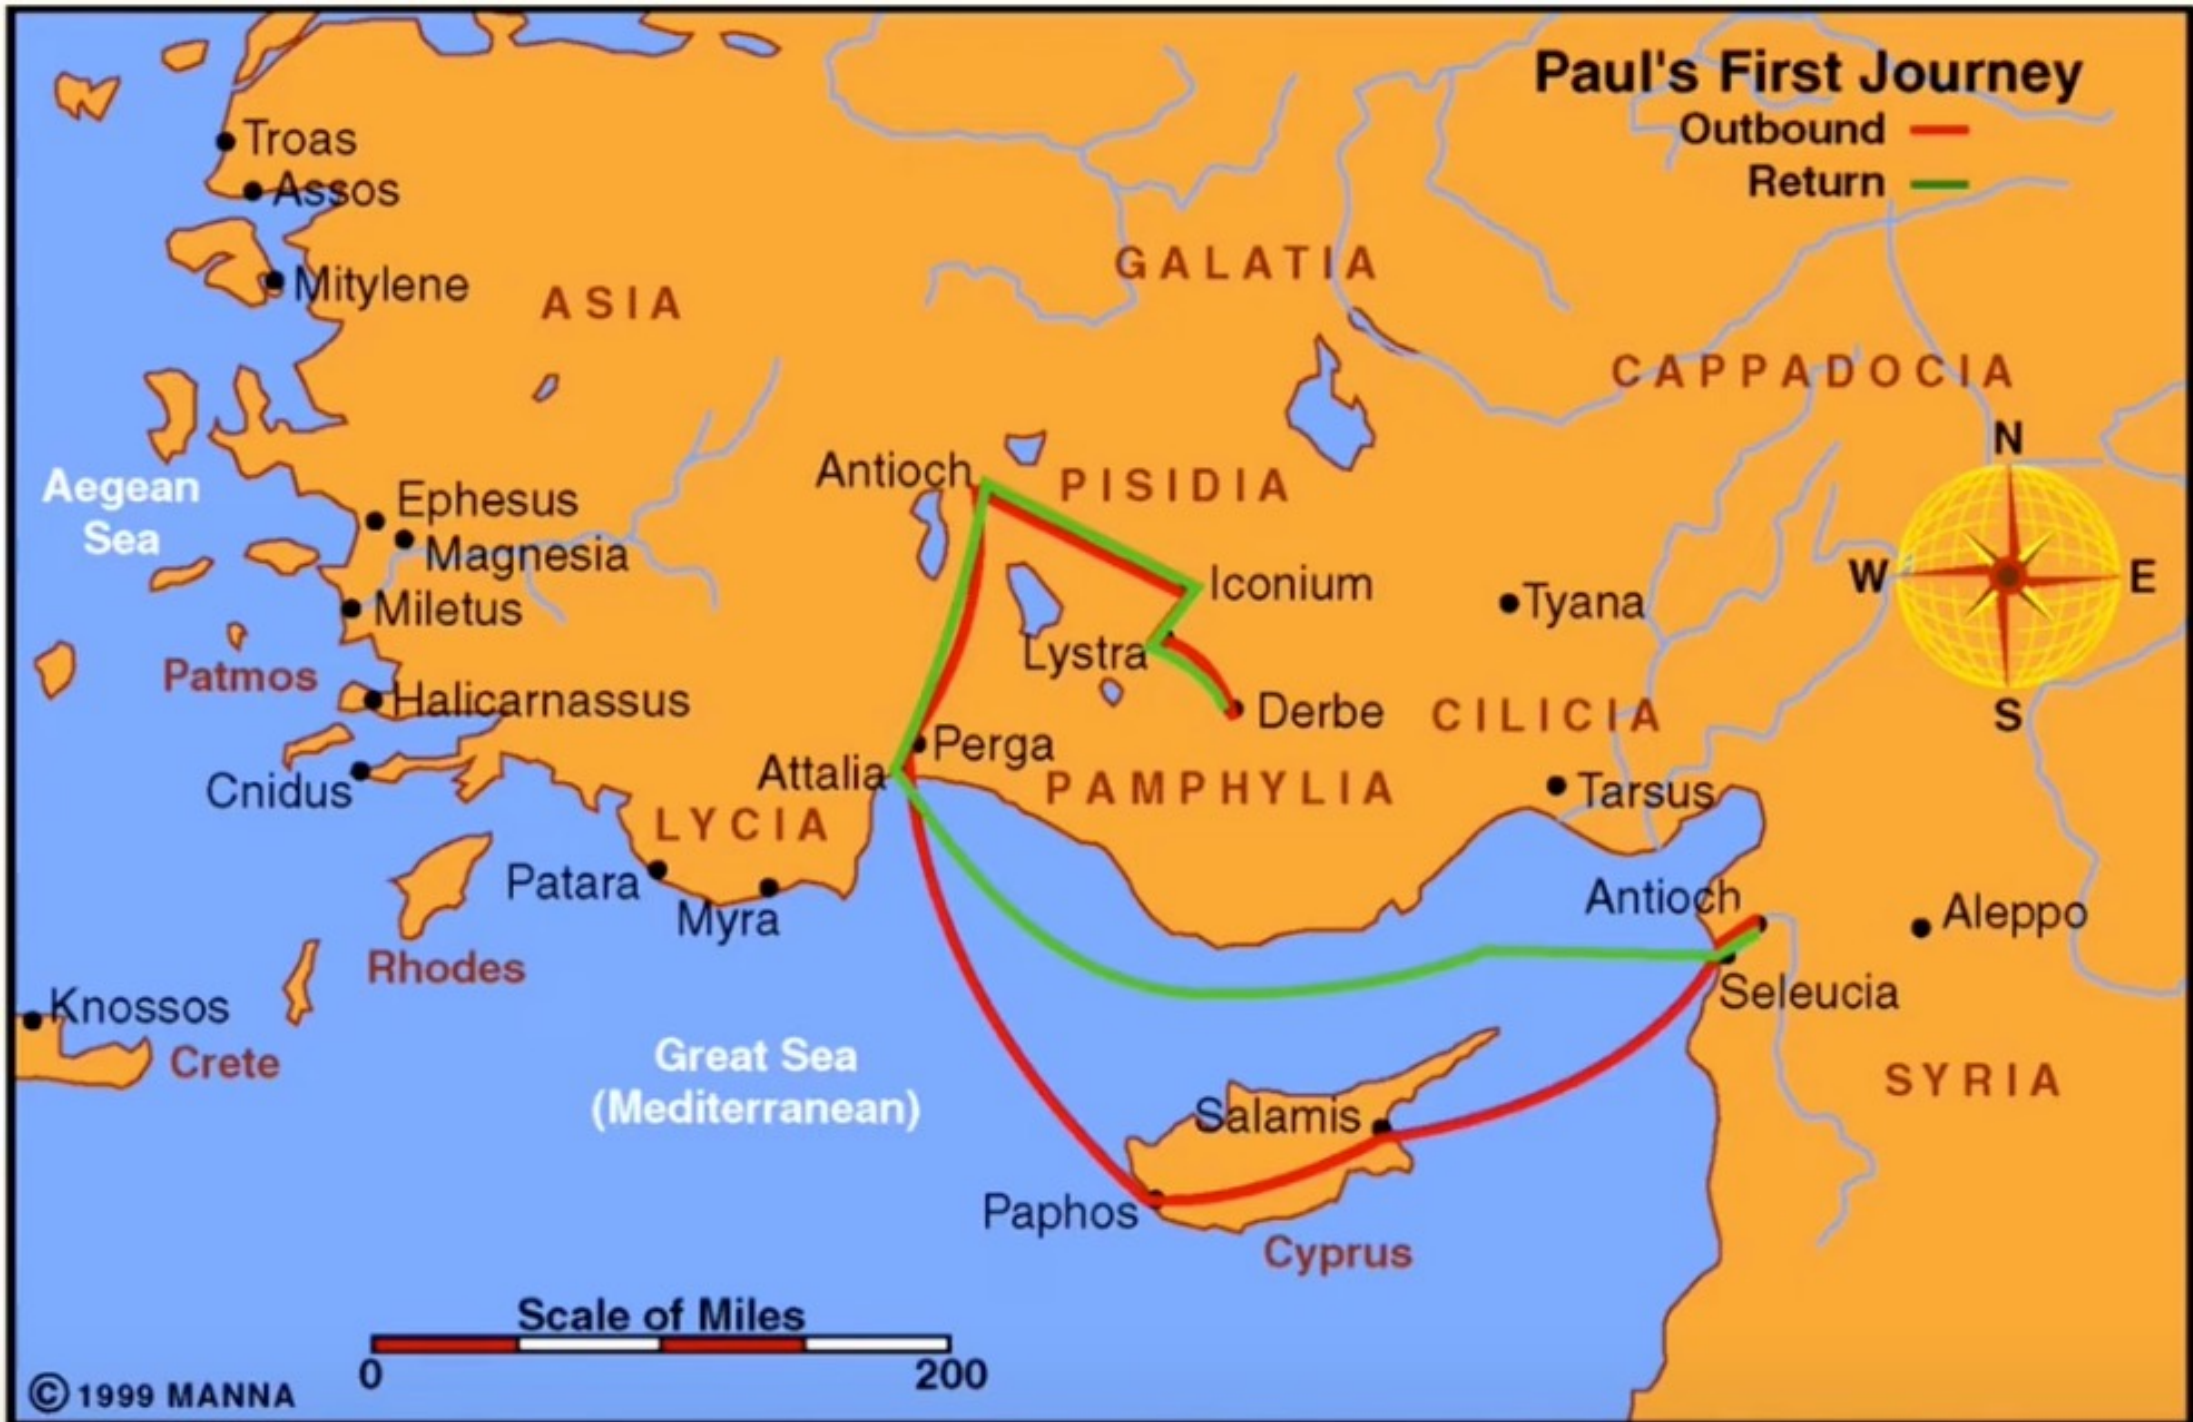 Paul's First Journey
Outbound
Return
Troas
Assos
Mitylene
ASIA
GALATIA
CAPPADOCIA
N
W
E
S
Antioch
PISIDIA
Aegean
Sea
Ephesus
Magnesia
Miletus
Iconium
Tyana
Lystra
Patmos
Halicarnassus
Derbe
CILICIA
Perga
Attalia
PAMPHYLIA
Cnidus
Tarsus
LYCIA
Patara
Myra
Antioch
Aleppo
Rhodes
Seleucia
Knossos
Crete
Great Sea
(Mediterranean)
SYRIA
Salamis
Paphos
Cyprus
Scale of Miles
0
200
© 1999 MANNA